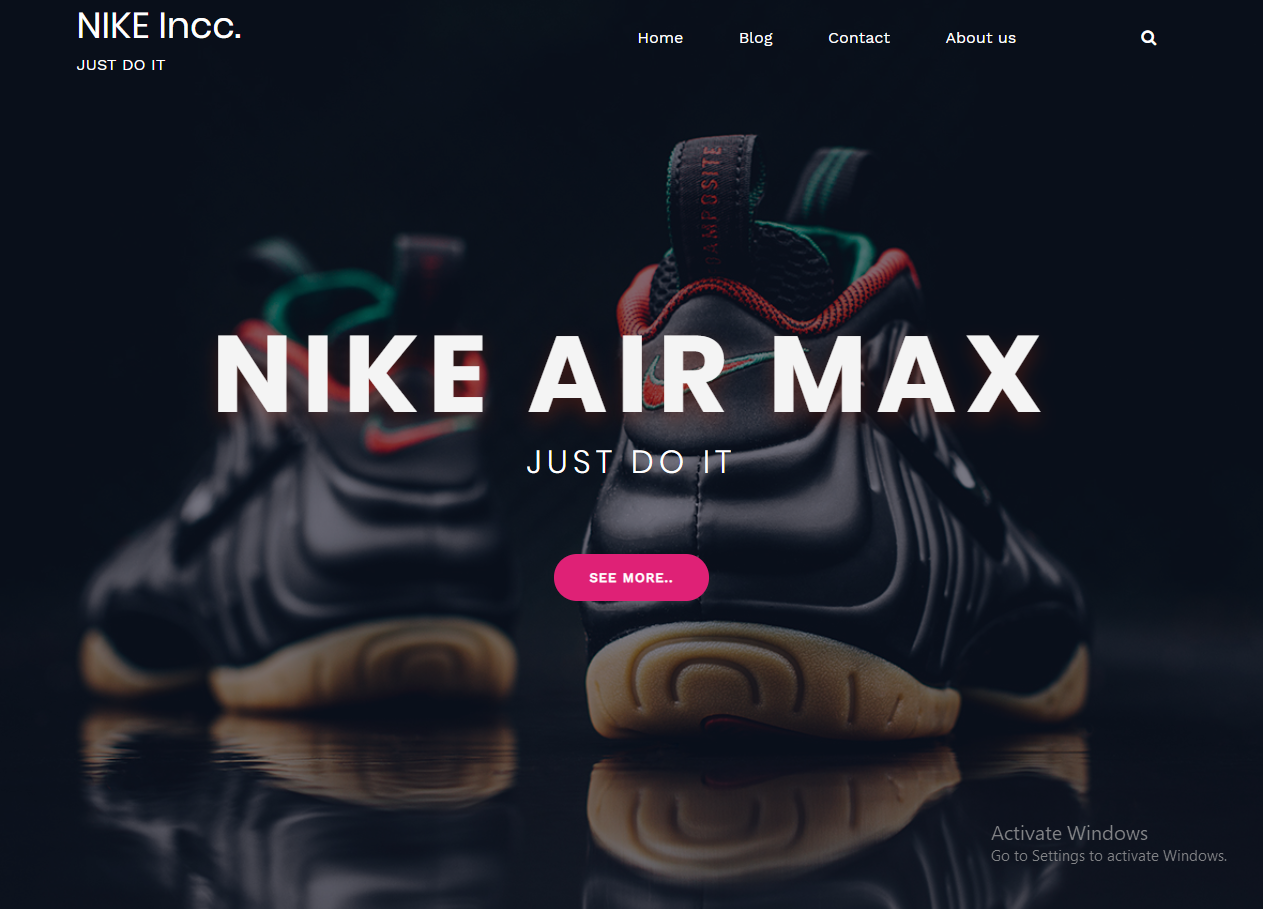 NIKE Incc.
JUST DO IT
Home Blog Contact About us
NIKE AIR MAX
JUST DO IT
SEE MORE..
Activate Windows
Go to Settings to activate Windows.